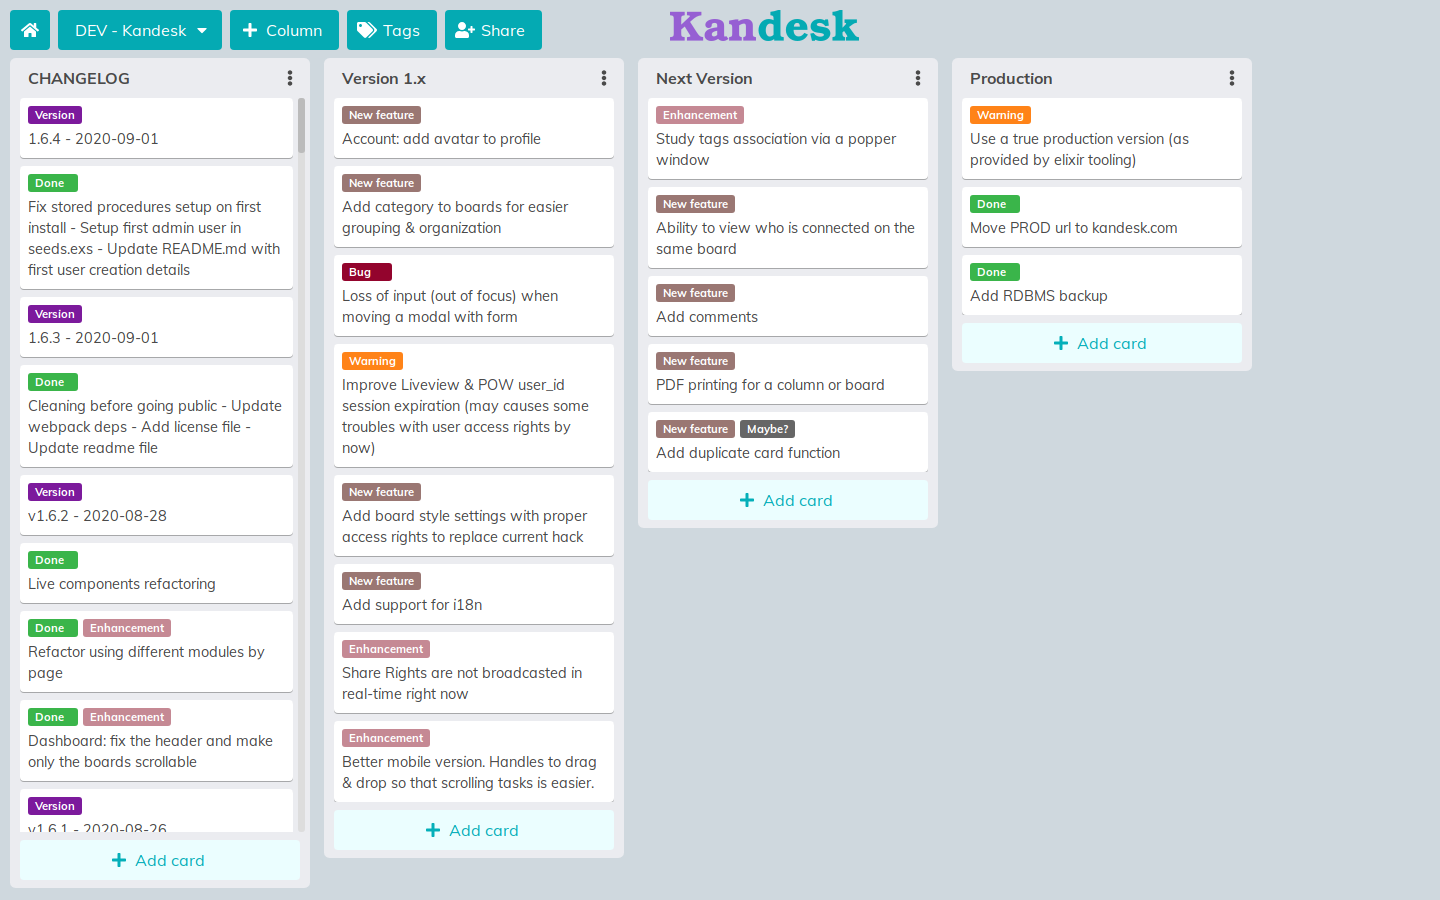 DEV - Kandesk
Column
Tags
Share
Kandesk
CHANGELOG
Version
1.6.4 - 2020-09-01
Done
Fix stored procedures setup on first
install - Setup first admin user in
seeds.exs - Update README.md with
first user creation details
Version
1.6.3 - 2020-09-01
Done
Cleaning before going public - Update
webpack deps - Add license file -
Update readme file
Version
v1.6.2 - 2020-08-28
Done
Live components refactoring
Done Enhancement
Refactor using different modules by
page
Done Enhancement
Dashboard: fix the header and make
only the boards scrollable
Version
v1.6.1 - 2020-08-26
Add card
Version 1.x
New feature
Account: add avatar to profile
New feature
Add category to boards for easier
grouping & organization
Bug
Loss of input (out of focus) when
moving a modal with form
Warning
Improve Liveview & POW user_id
session expiration (may causes some
troubles with user access rights by
now)
New feature
Add board style settings with proper
access rights to replace current hack
New feature
Add support for i18n
Enhancement
Share Rights are not broadcasted in
real-time right now
Enhancement
Better mobile version. Handles to drag
& drop so that scrolling tasks is easier.
Add card
Next Version
Enhancement
Study tags association via a popper
window
New feature
Ability to view who is connected on the
same board
New feature
Add comments
New feature
PDF printing for a column or board
New feature Maybe?
Add duplicate card function
Add card
Production
Warning
Use a true production version (as
provided by elixir tooling)
Done
Move PROD url to kandesk.com
Done
Add RDBMS backup
Add card